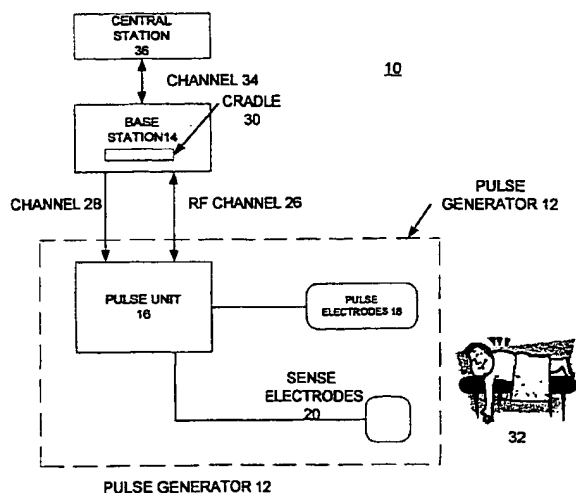 CENTRAL
STATION
36
10
CHANNEL 34
CRADLE
30
BASE
STATION14
CHANNEL 28
RF CHANNEL 26
PULSE
GENERATOR 12
PULSE UNIT
16
PULSE
ELECTRODES 18
SENSE
ELECTRODES
20
32
PULSE GENERATOR 12